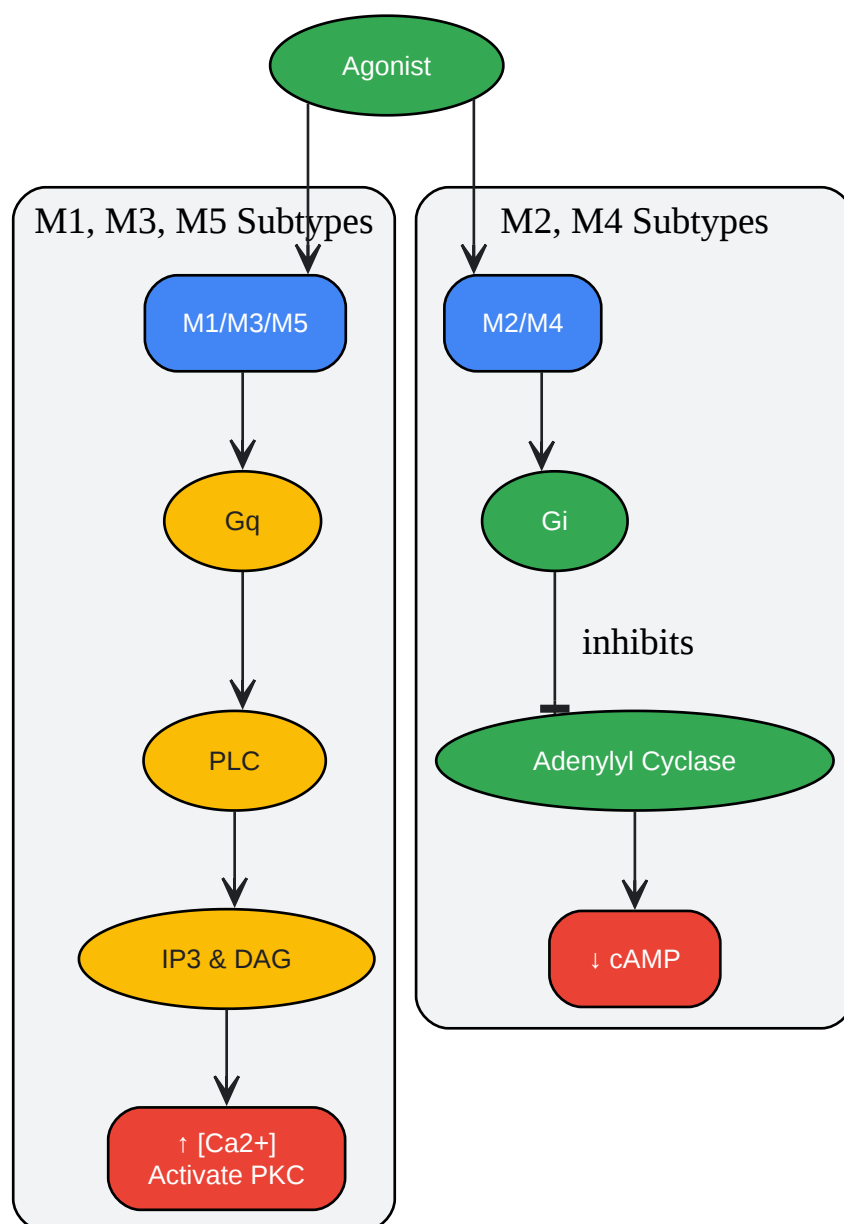 Agonist
M1, M3, M5 Subtypes
M1/M3/M5
Gq
PLC
IP3 & DAG
↑ [Ca2+]
Activate PKC
M2, M4 Subtypes
M2/M4
Gi
inhibits
Adenylyl Cyclase
↓ cAMP